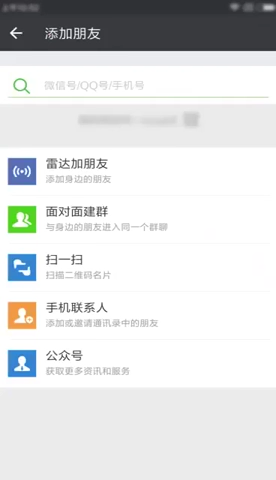 添加朋友
微信号/QQ号/手机号
雷达加朋友
添加身边的朋友
面对面建群
与身边的朋友进入同一个群聊
扫一扫
扫描二维码名片
手机联系人
添加或邀请通讯录中的朋友
公众号
获取更多资讯和服务